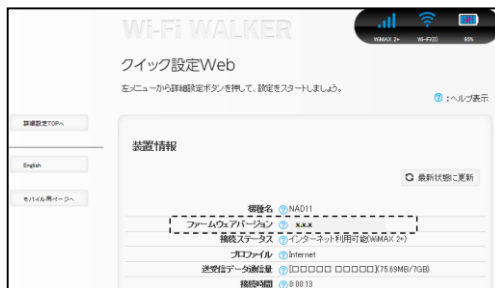 Wi-Fi WALKER
WiMAX 2+
Wi-Fi(□)
88%
クイック設定Web
左メニューから詳細設定ボタンを押して、設定をスタートしましょう。
?:ヘルプ表示
詳細設定TOPへ
English
モバイル用ページへ
装置情報
最新状態に更新
機種名 ?NAD11
ファームウェアバージョン ? x.x.x
接続ステータス ?インターネット利用可能(WiMAX 2+)
プロファイル ?Internet
送受信データ通信量 ?[□□□□□ □□□□□](75.69MB/7GB)
接続時間 ?0:00:13